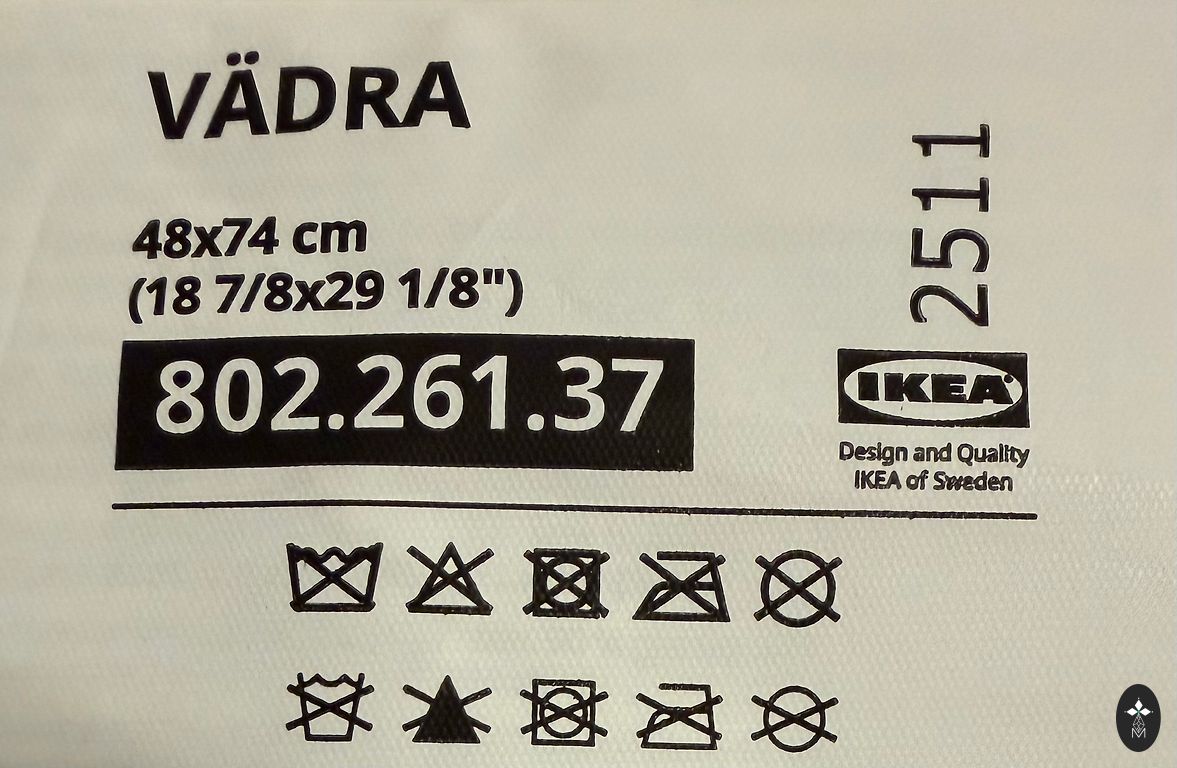 VÄDRA
48x74 cm
(18 7/8x29 1/8")
802.261.37
2511
IKEA
Design and Quality
IKEA of Sweden
M